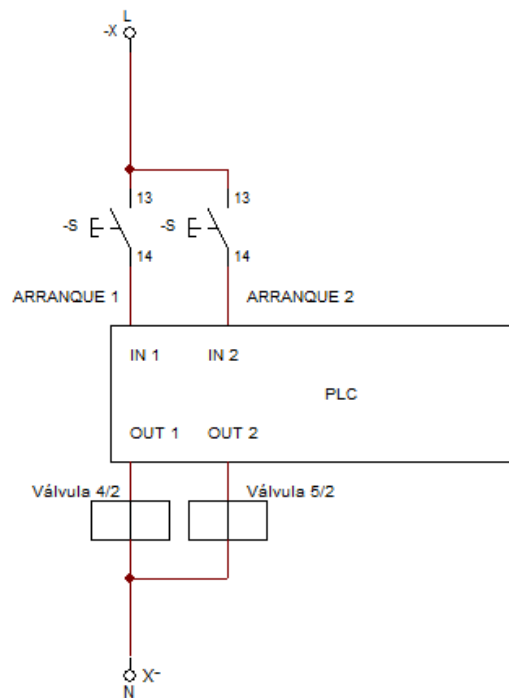 L
-X
13 13
-S -S
14 14
ARRANQUE 1 ARRANQUE 2
IN 1 IN 2
PLC
OUT 1 OUT 2
Válvula 4/2 Válvula 5/2
X-
N